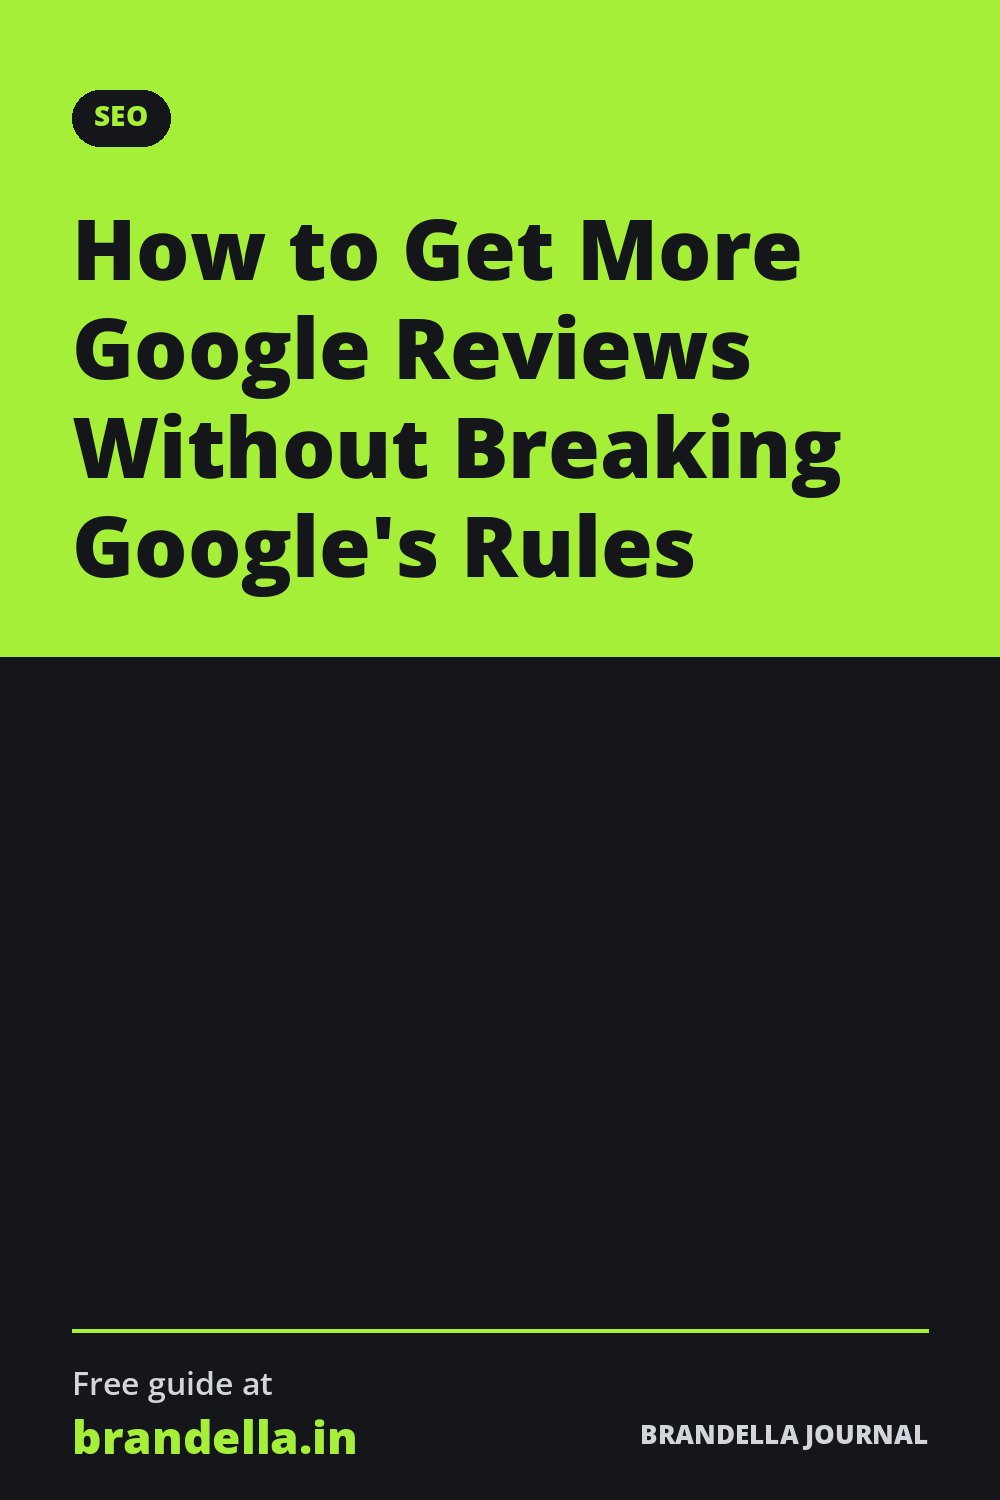 SEO
How to Get More
Google Reviews
Without Breaking
Google's Rules
Free guide at
brandella.in
BRANDELLA JOURNAL